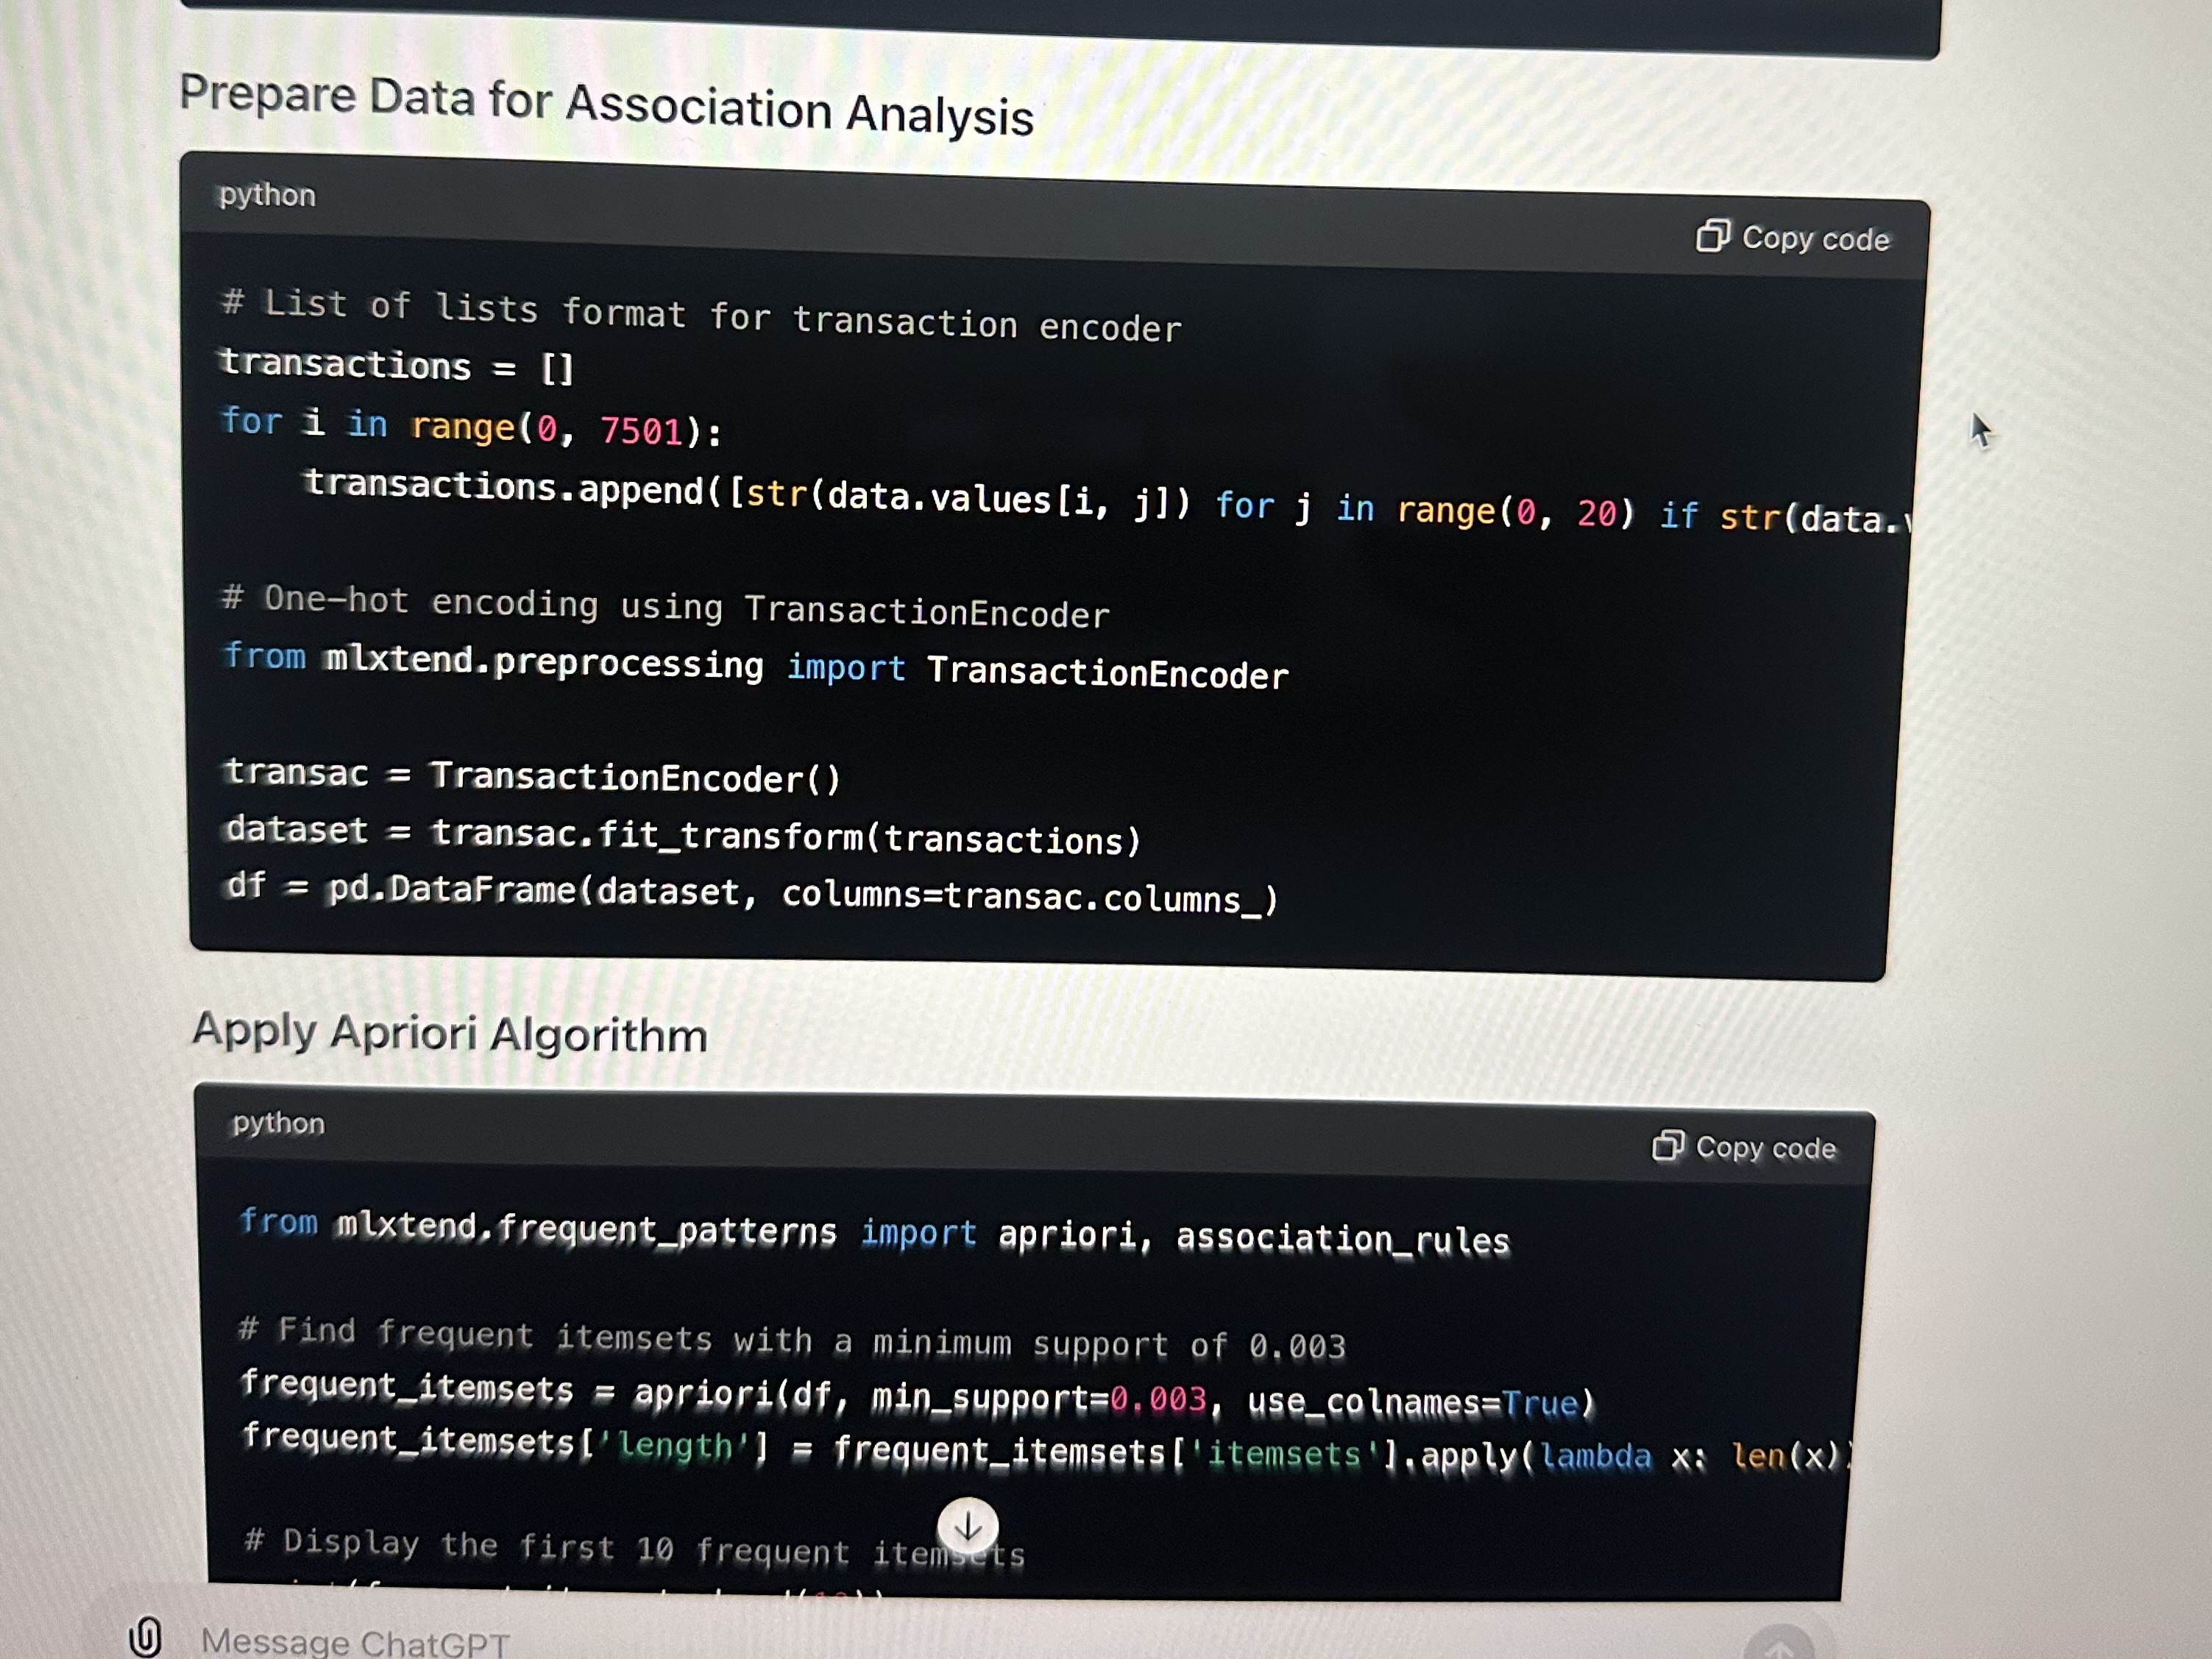 Prepare Data for Association Analysis
python
Copy code
# List of lists format for transaction encoder
transactions = []
for i in range(0, 7501):
    transactions.append([str(data.values[i, j]) for j in range(0, 20) if str(data.
# One-hot encoding using TransactionEncoder
from mlxtend.preprocessing import TransactionEncoder
transac = TransactionEncoder()
dataset = transac.fit_transform(transactions)
df = pd.DataFrame(dataset, columns=transac.columns_)
Apply Apriori Algorithm
python
Copy code
from mlxtend.frequent_patterns import apriori, association_rules
# Find frequent itemsets with a minimum support of 0.003
frequent_itemsets = apriori(df, min_support=0.003, use_colnames=True)
frequent_itemsets['length'] = frequent_itemsets['itemsets'].apply(lambda x: len(x)
# Display the first 10 frequent itemsets
Message ChatGPT